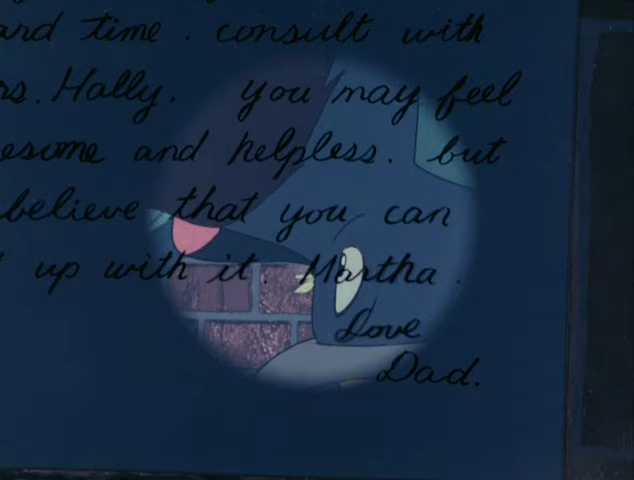 ard time. consult with
rs. Hally. you may feel
esome and helpless. but
believe that you can
up with it. Martha.
Love
Dad.